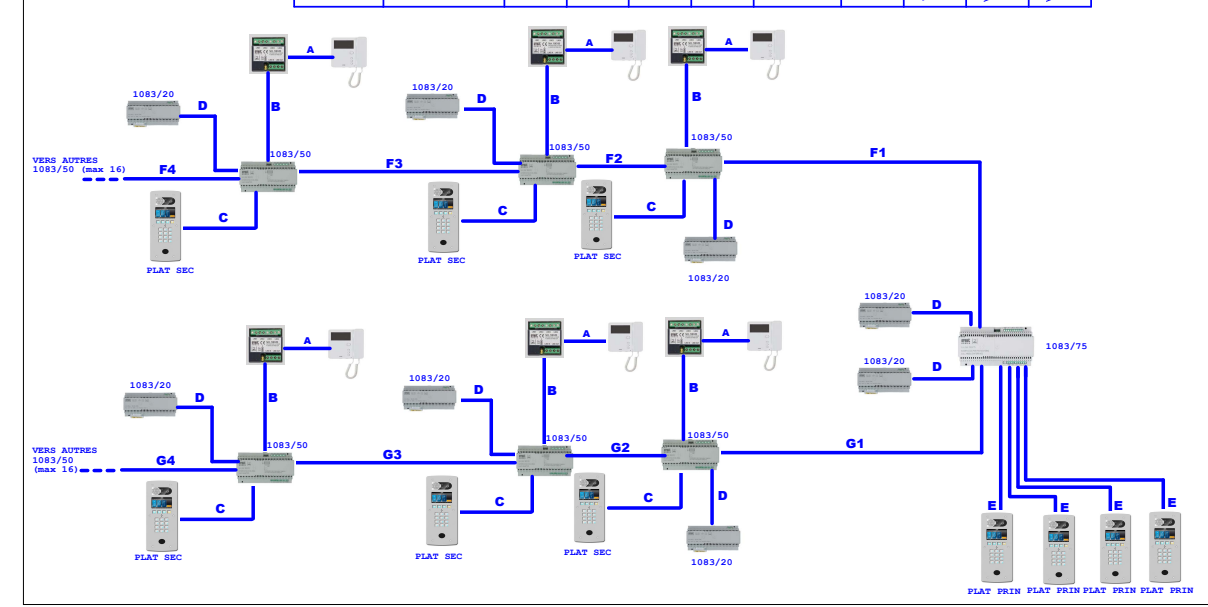 A
A
A
1083/20
D
B
1083/20
D
B
B
1083/50
1083/50
1083/50
VERS AUTRES
1083/50 (max 16)
F4
F3
F2
F1
C
C
C
D
PLAT SEC
PLAT SEC
PLAT SEC
1083/20
1083/20
D
1083/75
1083/20
D
A
A
A
1083/20
D
B
1083/20
D
B
B
1083/50
1083/50
1083/50
VERS AUTRES
1083/50
(max 16)
G4
G3
G2
G1
C
C
C
D
PLAT SEC
PLAT SEC
PLAT SEC
1083/20
E
E
E
E
PLAT PRIN
PLAT PRIN
PLAT PRIN
PLAT PRIN